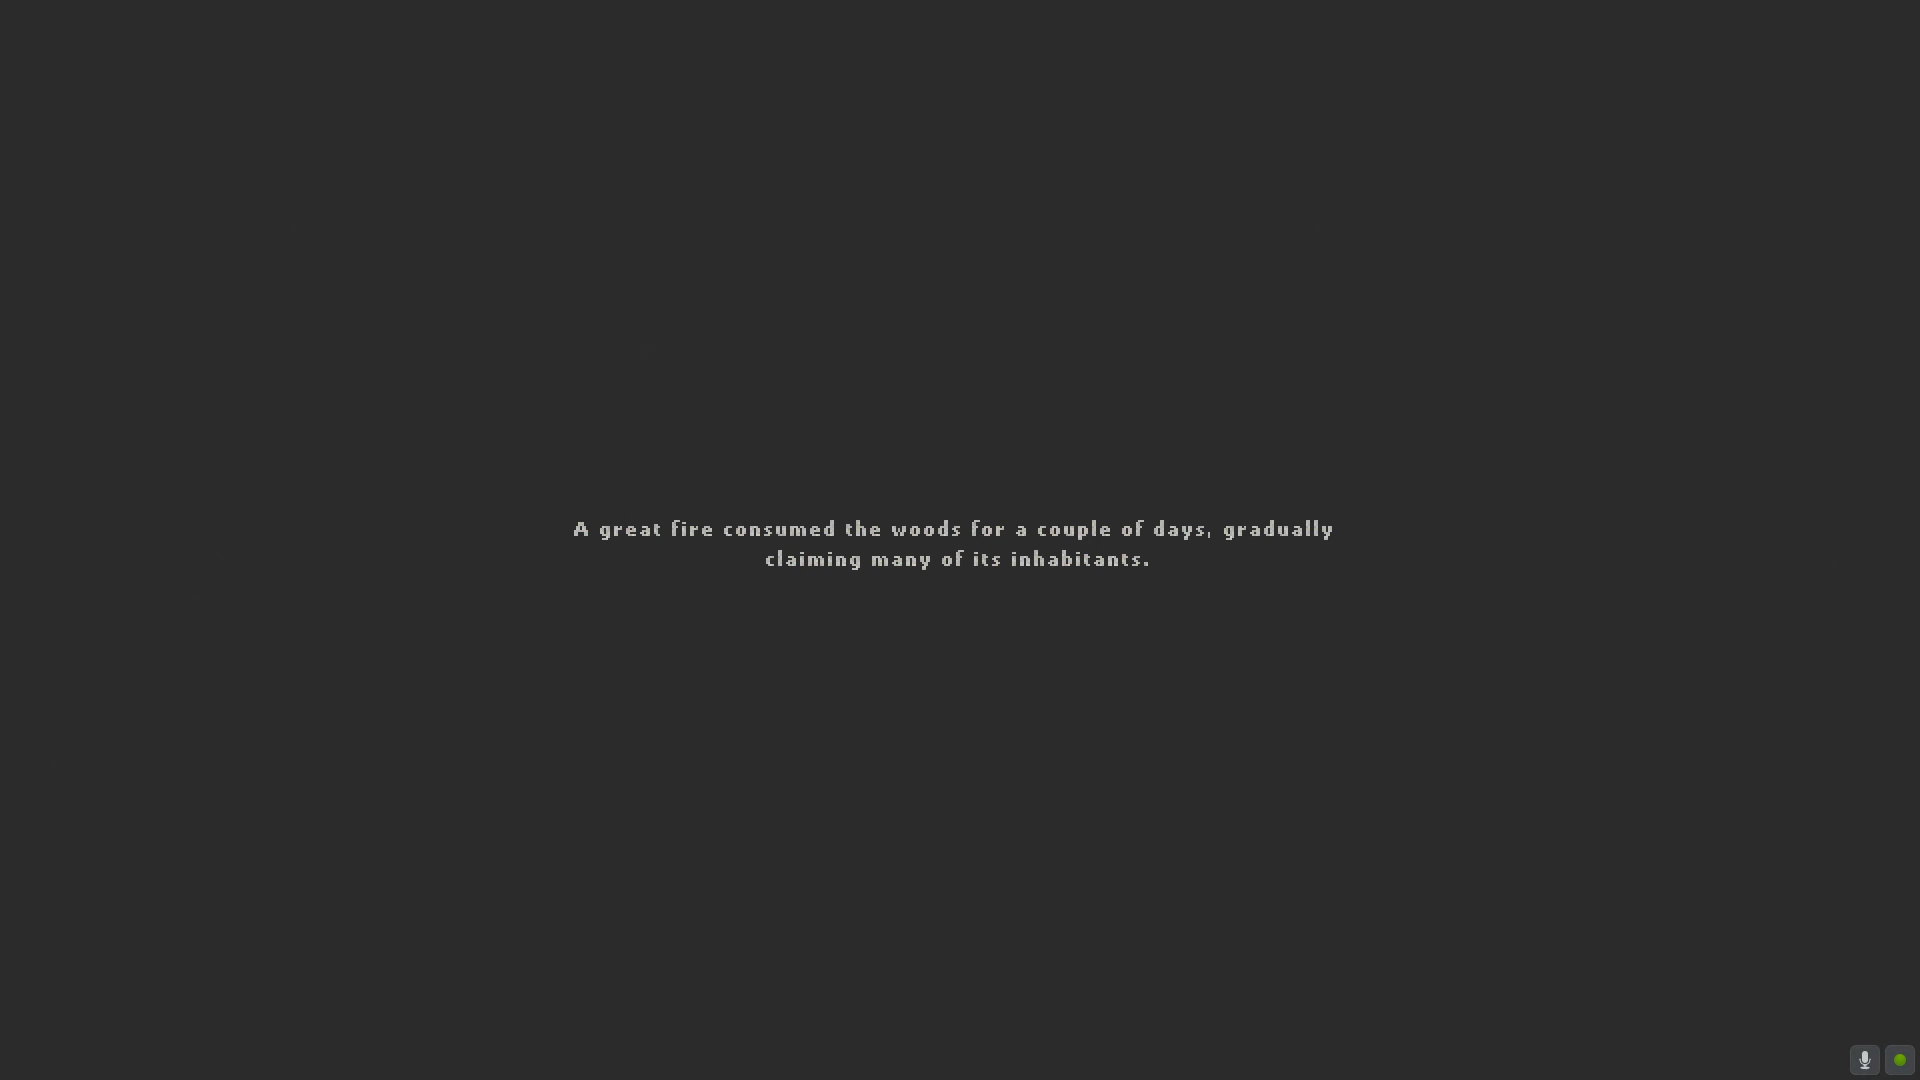 A great fire consumed the woods for a couple of days, gradually
claiming many of its inhabitants.